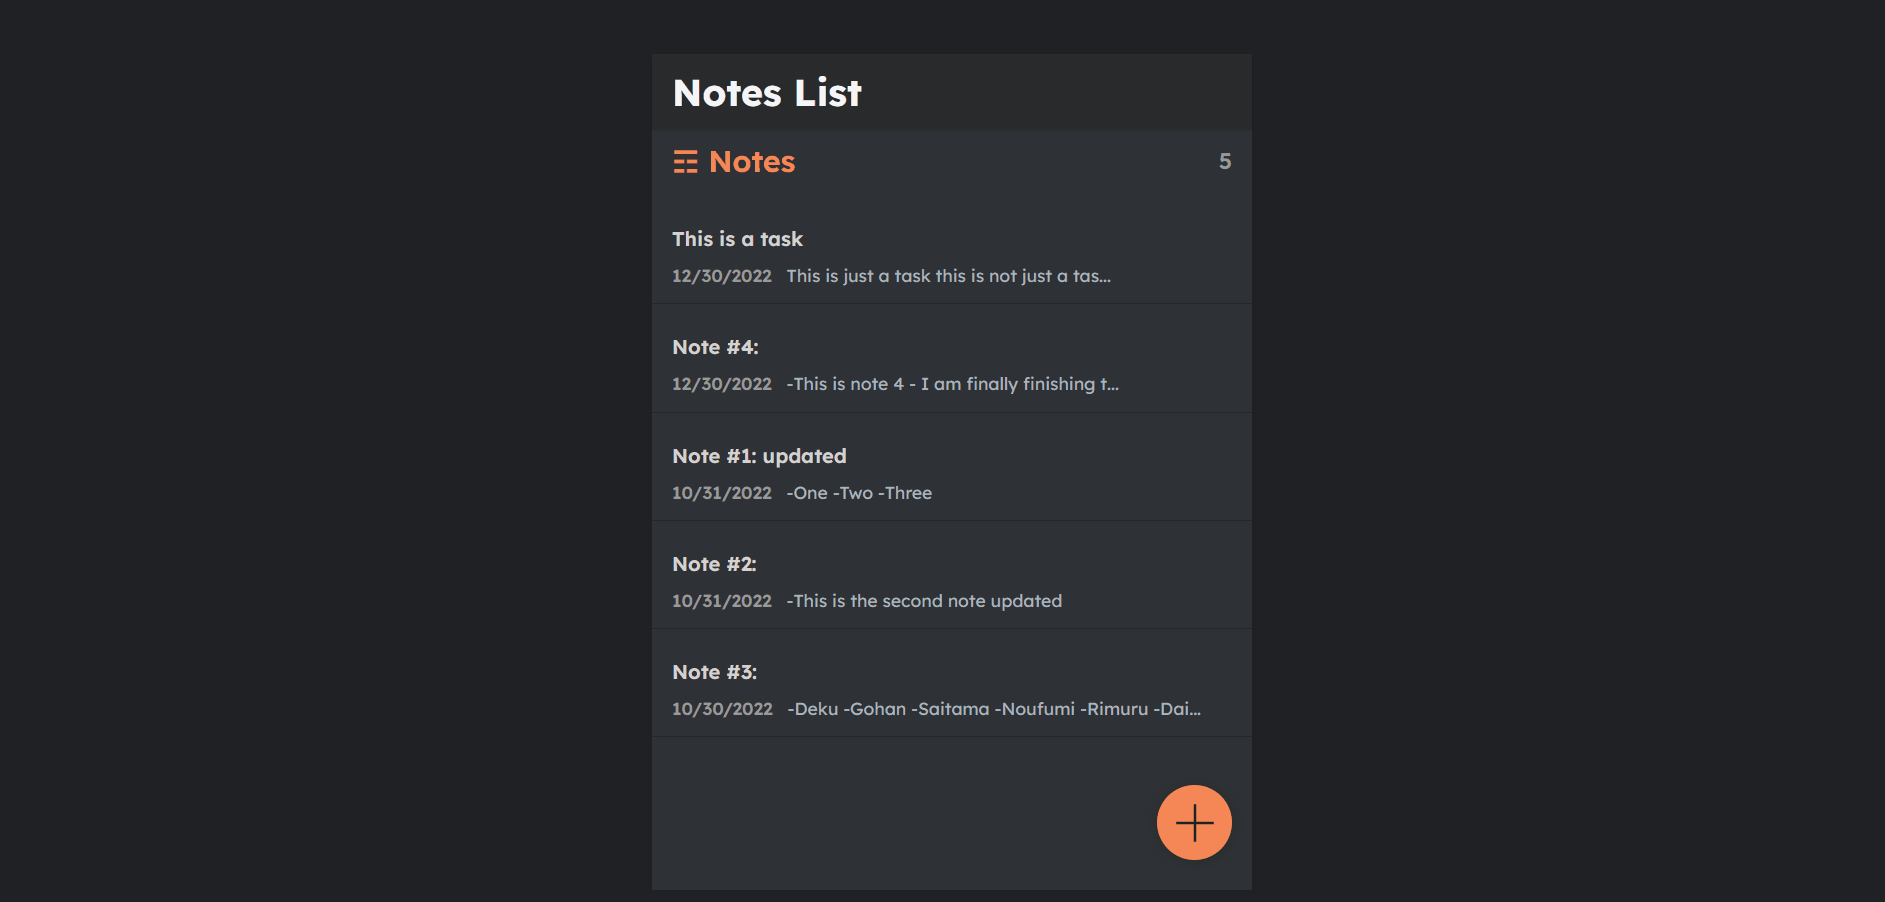 Notes List
Notes 5
This is a task
12/30/2022 This is just a task this is not just a tas...
Note #4:
12/30/2022 -This is note 4 - I am finally finishing t...
Note #1: updated
10/31/2022 -One -Two -Three
Note #2:
10/31/2022 -This is the second note updated
Note #3:
10/30/2022 -Deku -Gohan -Saitama -Noufumi -Rimuru -Dai...